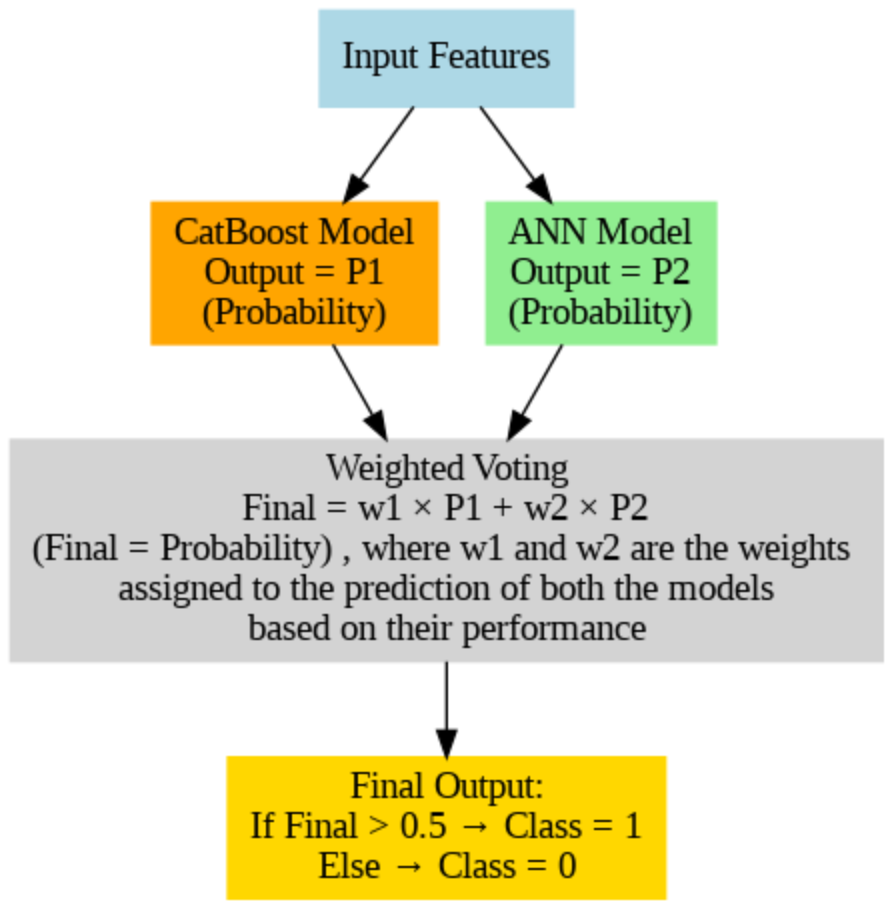 Input Features
CatBoost Model
Output = P1
(Probability)
ANN Model
Output = P2
(Probability)
Weighted Voting
Final = w1 × P1 + w2 × P2
(Final = Probability) , where w1 and w2 are the weights
assigned to the prediction of both the models
based on their performance
Final Output:
If Final > 0.5 → Class = 1
Else → Class = 0